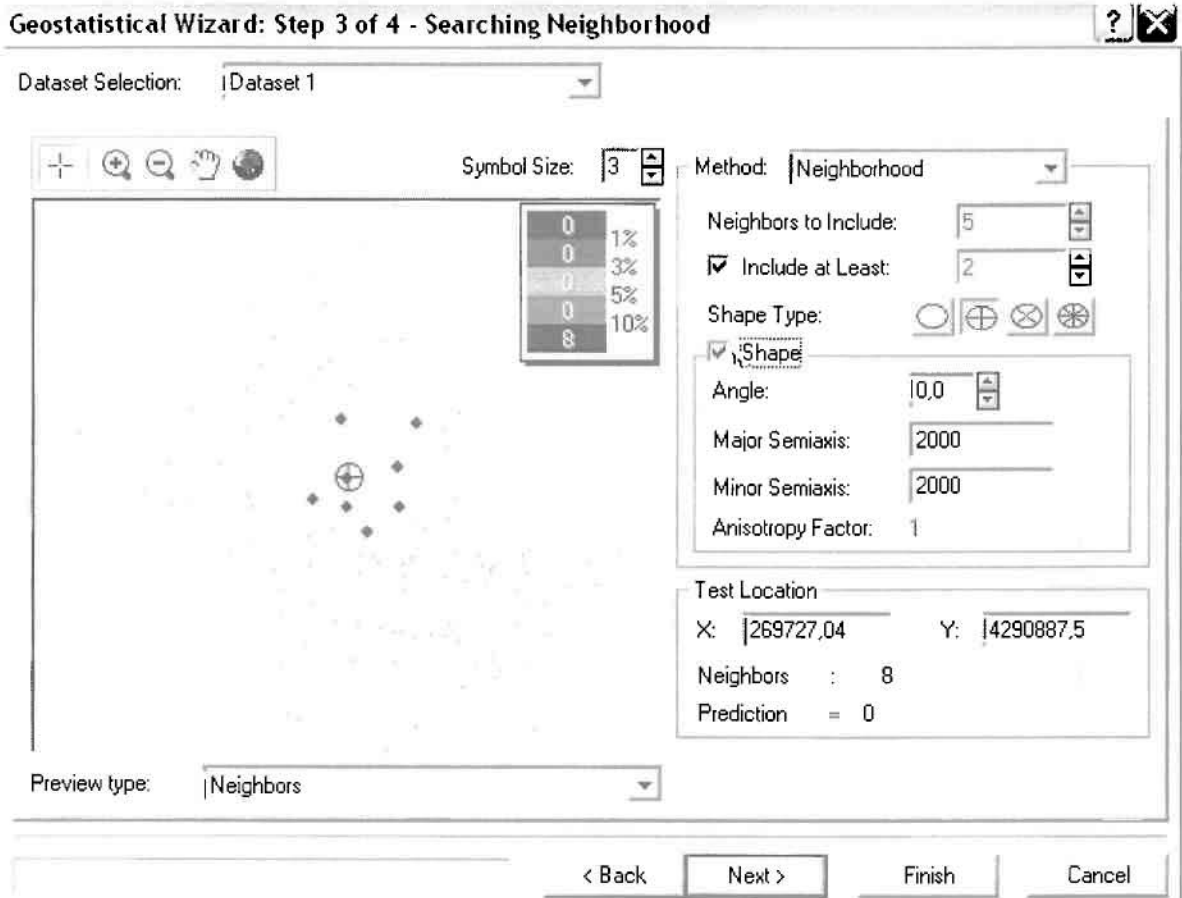 Geostatistical Wizard: Step 3 of 4 - Searching Neighborhood
Dataset Selection: Dataset 1
Symbol Size: 3
0
0
0
0
8
1%
3%
5%
10%
Method: Neighborhood
Neighbors to Include: 5
Include at Least: 2
Shape Type:
Shape
Angle: 0,0
Major Semiaxis: 2000
Minor Semiaxis: 2000
Anisotropy Factor: 1
Test Location
X: 269727,04 Y: 4290887,5
Neighbors : 8
Prediction = 0
Preview type: Neighbors
< Back Next > Finish Cancel